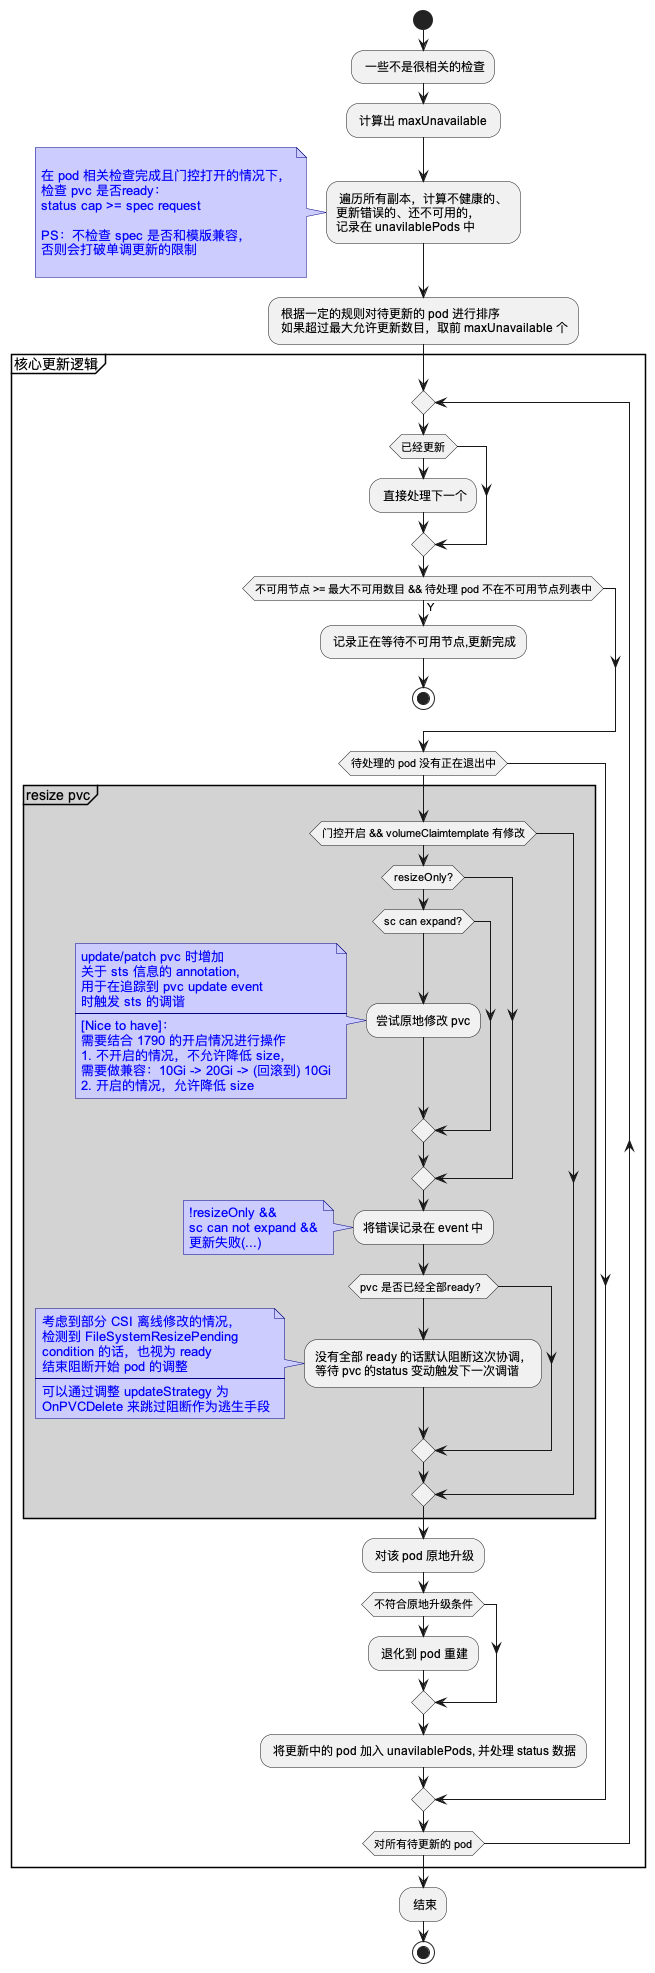 一些不是很相关的检查
计算出 maxUnavailable
在 pod 相关检查完成且门控打开的情况下，
检查 pvc 是否ready：
status cap >= spec request
PS：不检查 spec 是否和模版兼容，
否则会打破单调更新的限制
遍历所有副本，计算不健康的、
更新错误的、还不可用的，
记录在 unavilablePods 中
根据一定的规则对待更新的 pod 进行排序
如果超过最大允许更新数目，取前 maxUnavailable 个
核心更新逻辑
已经更新
直接处理下一个
不可用节点 >= 最大不可用数目 && 待处理 pod 不在不可用节点列表中
Y
记录正在等待不可用节点,更新完成
待处理的 pod 没有正在退出中
resize pvc
门控开启 && volumeClaimtemplate 有修改
resizeOnly?
sc can expand?
update/patch pvc 时增加
关于 sts 信息的 annotation,
用于在追踪到 pvc update event
时触发 sts 的调谐
[Nice to have]：
需要结合 1790 的开启情况进行操作
1. 不开启的情况，不允许降低 size，
需要做兼容：10Gi -> 20Gi -> (回滚到) 10Gi
2. 开启的情况，允许降低 size
尝试原地修改 pvc
!resizeOnly &&
sc can not expand &&
更新失败(...)
将错误记录在 event 中
pvc 是否已经全部ready?
考虑到部分 CSI 离线修改的情况，
检测到 FileSystemResizePending
condition 的话，也视为 ready
结束阻断开始 pod 的调整
可以通过调整 updateStrategy 为
OnPVCDelete 来跳过阻断作为逃生手段
没有全部 ready 的话默认阻断这次协调，
等待 pvc 的status 变动触发下一次调谐
对该 pod 原地升级
不符合原地升级条件
退化到 pod 重建
将更新中的 pod 加入 unavilablePods, 并处理 status 数据
对所有待更新的 pod
结束